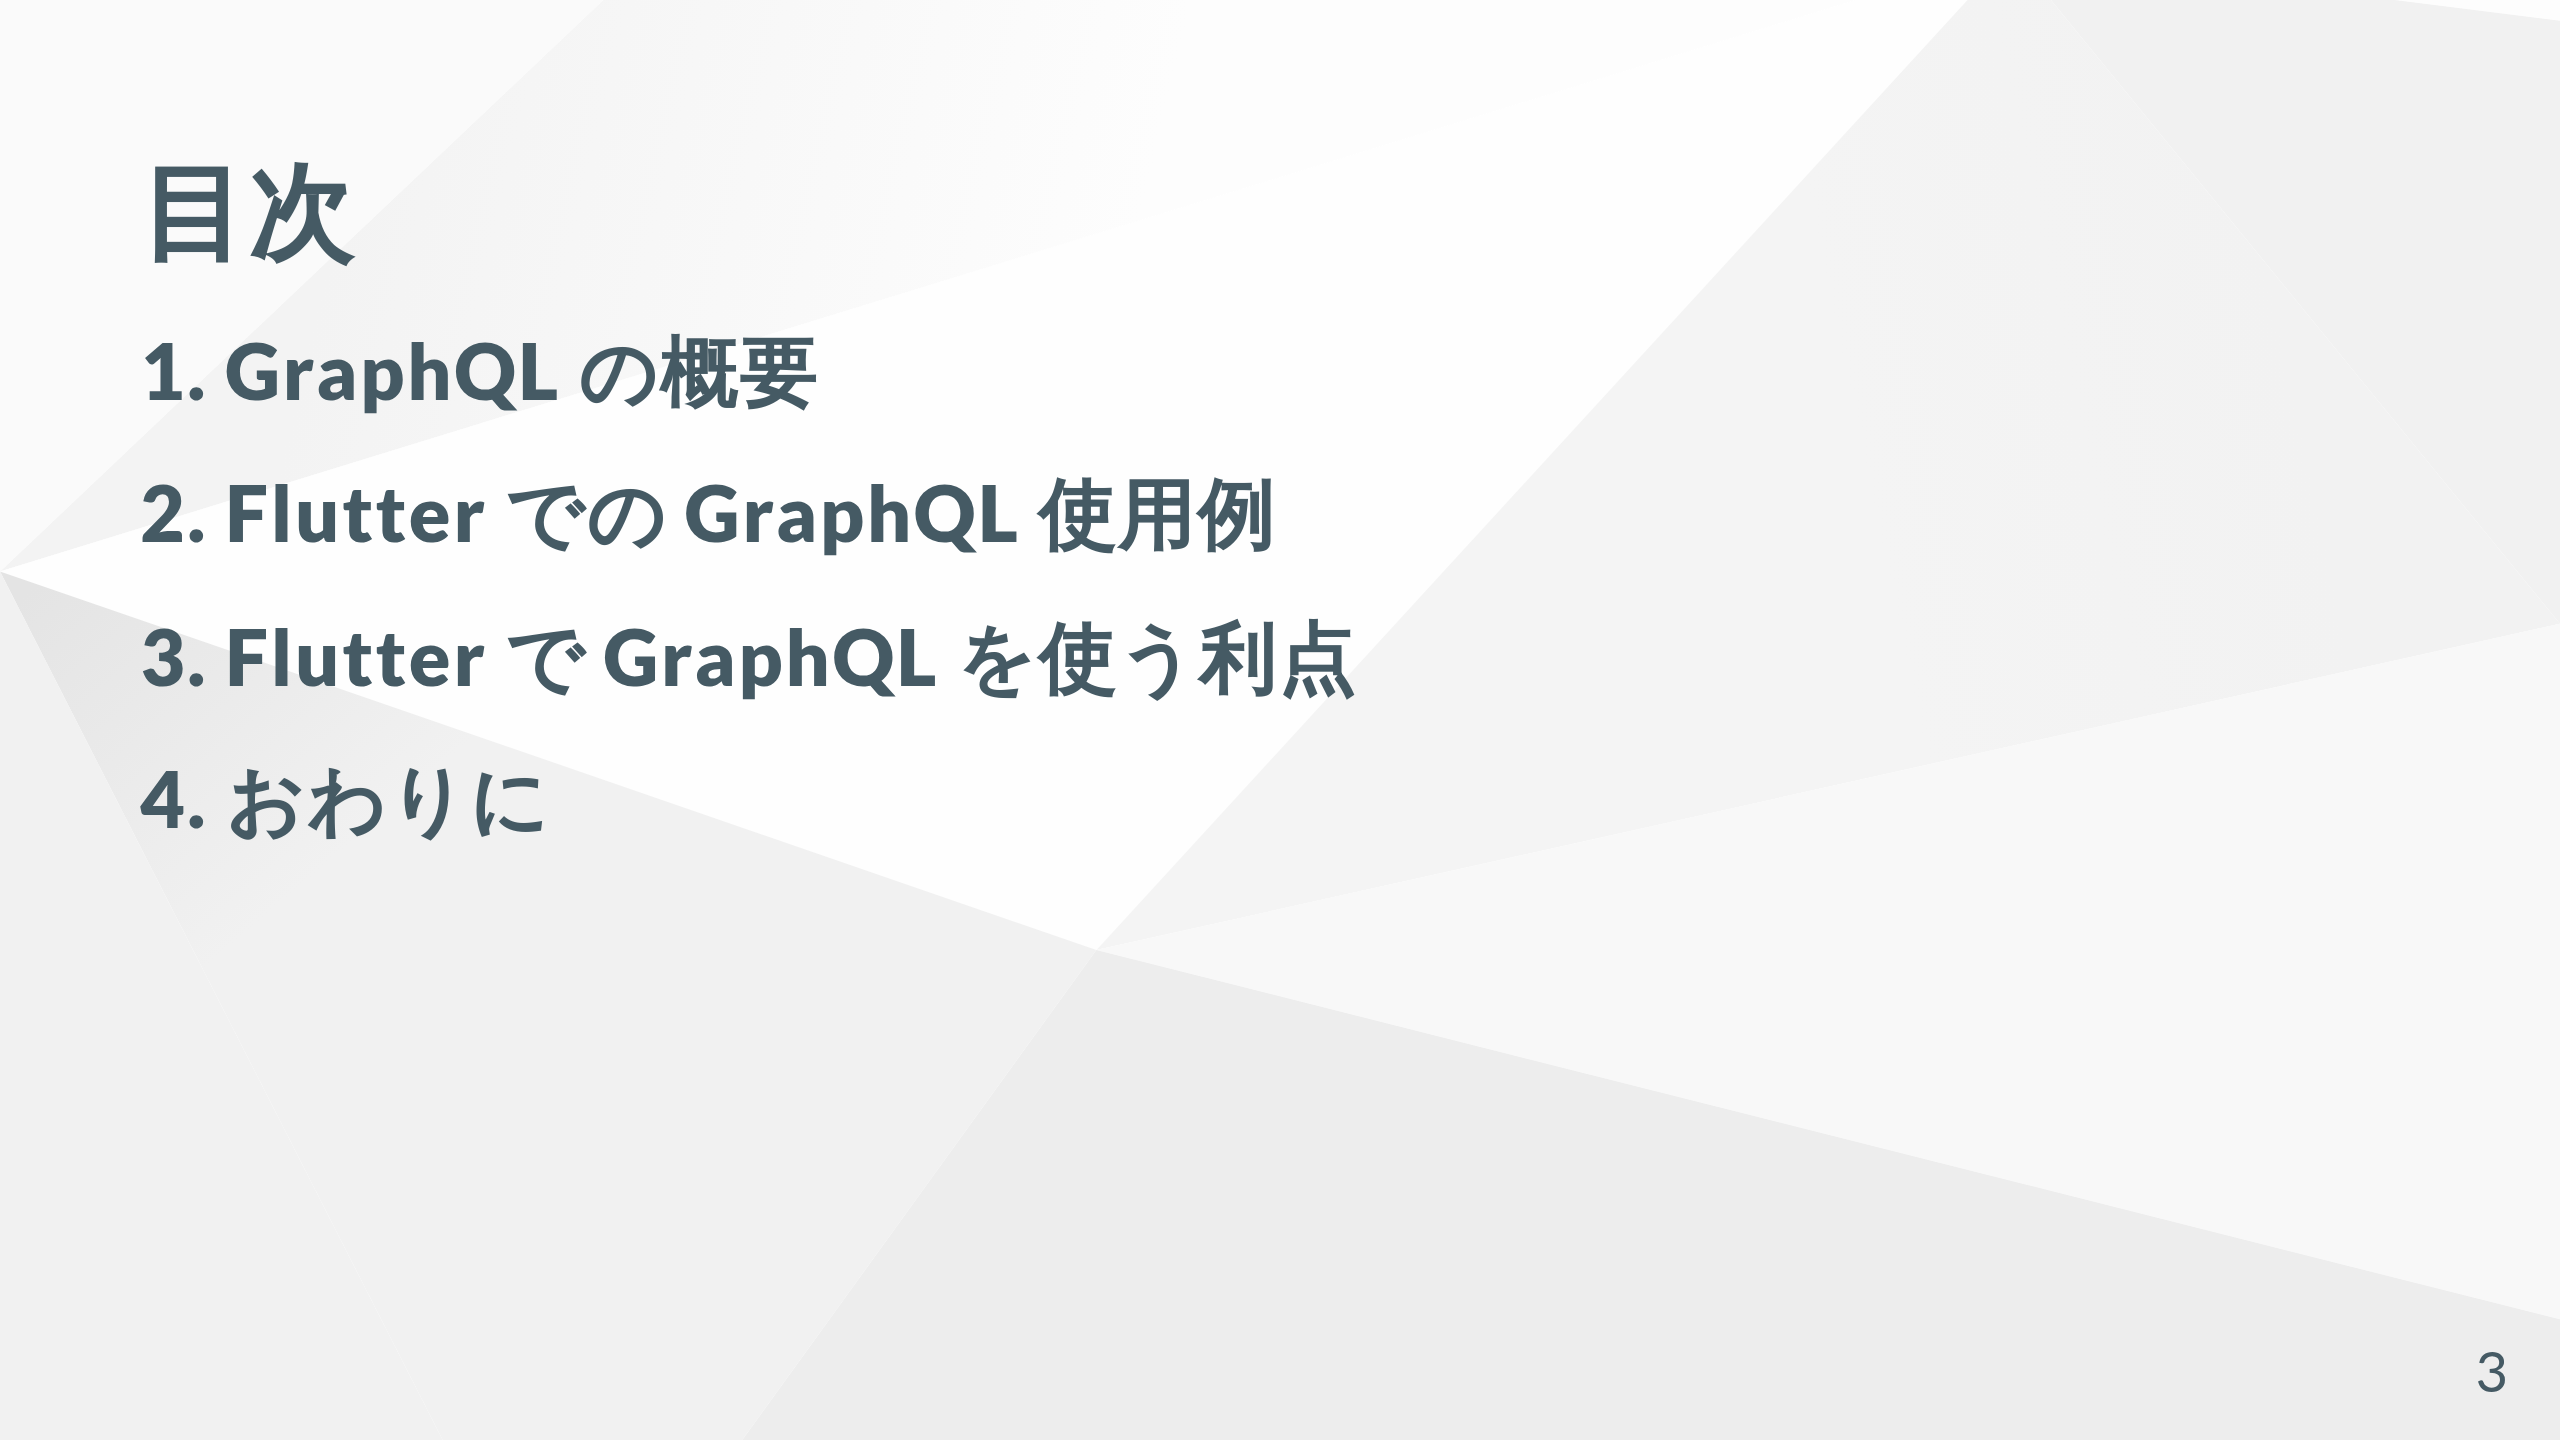 目次
1. GraphQL の概要
2. Flutter での GraphQL 使用例
3. Flutter で GraphQL を使う利点
4. おわりに
3